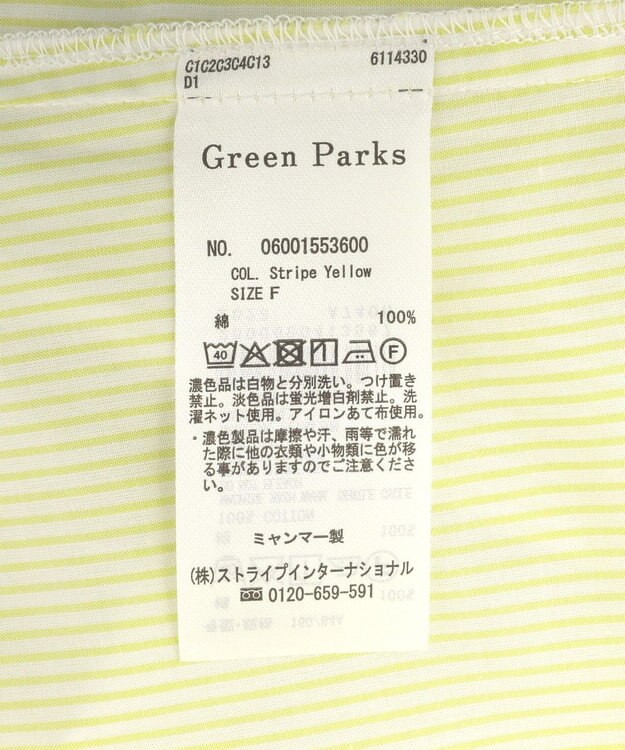 C1C2C3C4C13 6114330
D1
Green Parks
NO. 06001553600
COL. Stripe Yellow
SIZE F
綿 100%
40 F
濃色品は白物と分別洗い。つけ置き
禁止。淡色品は蛍光増白剤禁止。洗
濯ネット使用。アイロンあて布使用。
・濃色製品は摩擦や汗、雨等で濡れ
た際に他の衣類や小物類に色が移
る事がありますのでご注意くださ
い。
ミャンマー製
(株)ストライプインターナショナル
0120-659-591